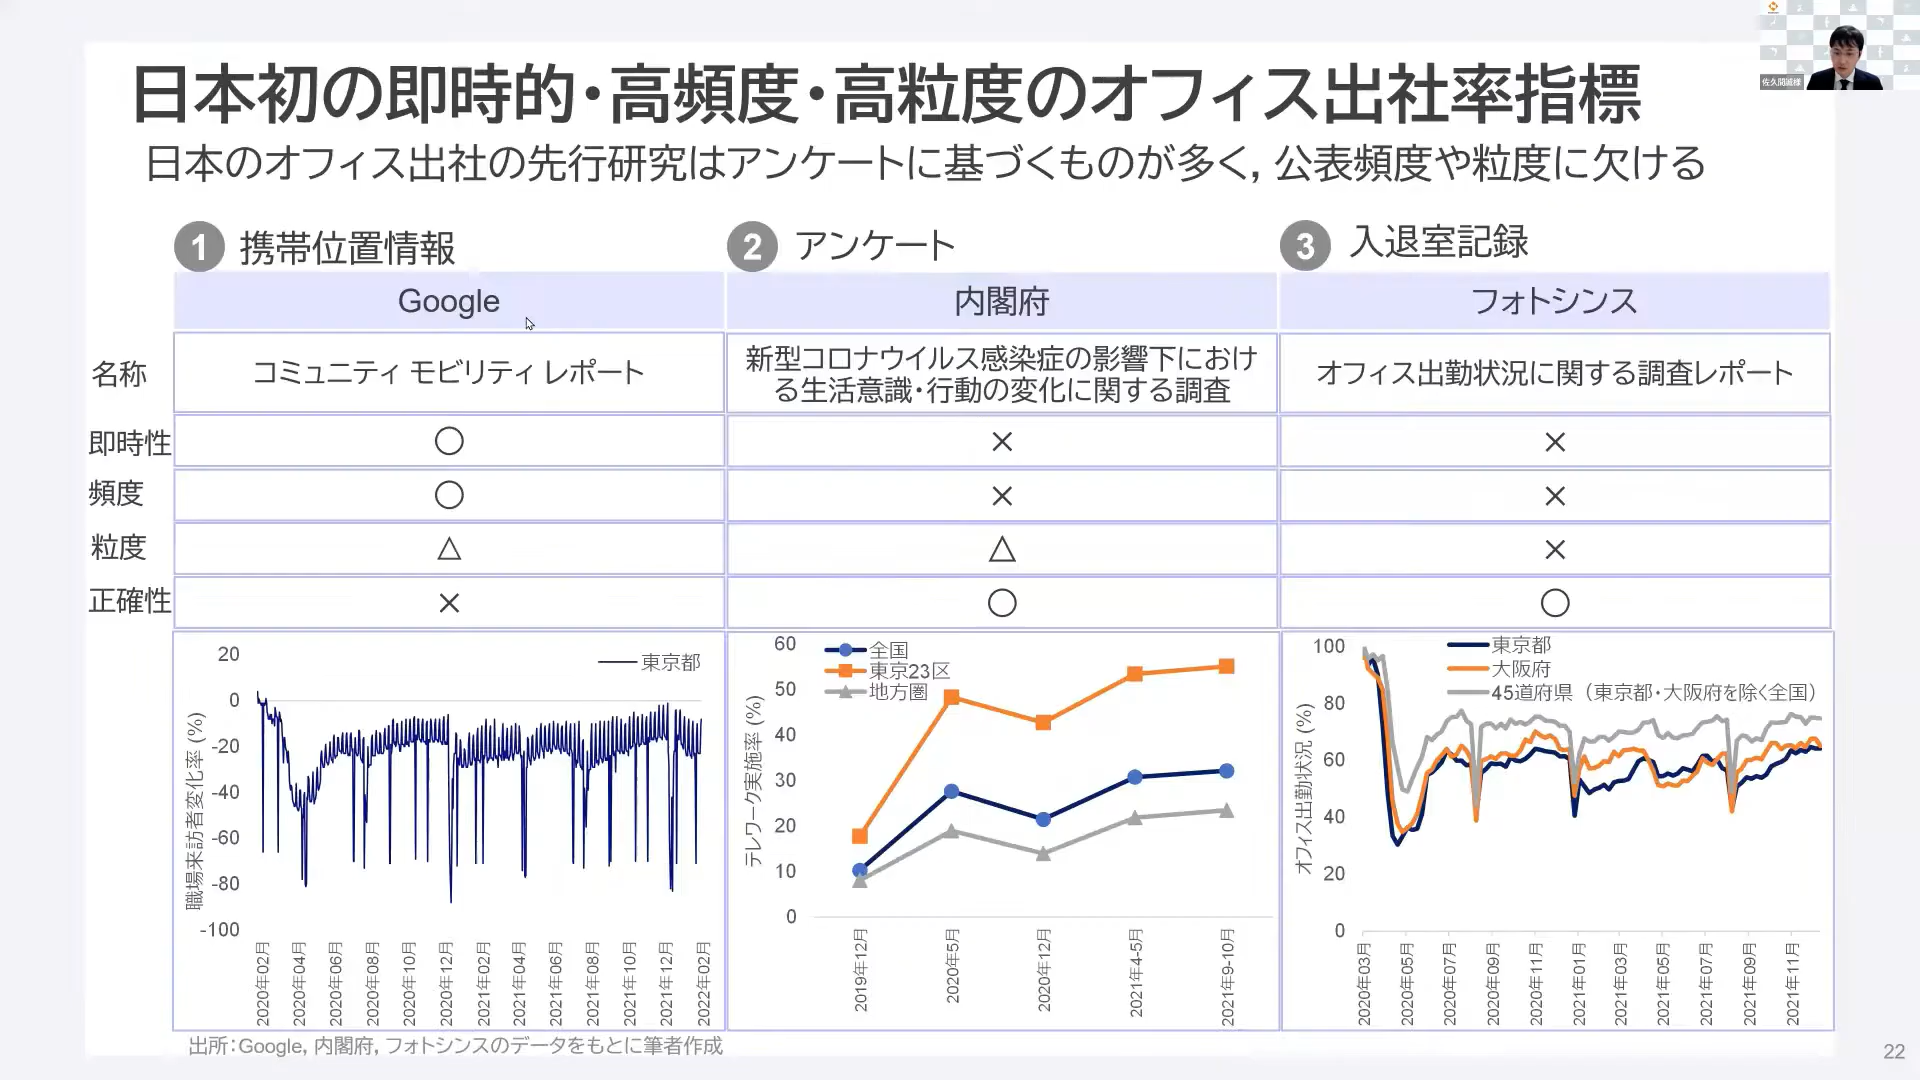 日本初の即時的・高頻度・高粒度のオフィス出社率指標
佐久間誠様
日本のオフィス出社の先行研究はアンケートに基づくものが多く, 公表頻度や粒度に欠ける
1 携帯位置情報
2 アンケート
3 入退室記録
Google
内閣府
フォトシンス
名称
コミュニティ モビリティ レポート
新型コロナウイルス感染症の影響下におけ
る生活意識・行動の変化に関する調査
オフィス出勤状況に関する調査レポート
即時性
○
×
×
頻度
○
×
×
粒度
△
△
×
正確性
×
○
○
職場来訪者変化率 (%)
20
0
-20
-40
-60
-80
-100
東京都
2020年02月
2020年04月
2020年06月
2020年08月
2020年10月
2020年12月
2021年02月
2021年04月
2021年06月
2021年08月
2021年10月
2021年12月
2022年02月
テレワーク実施率 (%)
60
50
40
30
20
10
0
全国
東京23区
地方圏
2019年12月
2020年5月
2020年12月
2021年4-5月
2021年9-10月
オフィス出勤状況 (%)
100
80
60
40
20
0
東京都
大阪府
45道府県（東京都・大阪府を除く全国）
2020年03月
2020年05月
2020年07月
2020年09月
2020年11月
2021年01月
2021年03月
2021年05月
2021年07月
2021年09月
2021年11月
出所：Google, 内閣府, フォトシンスのデータをもとに筆者作成
22